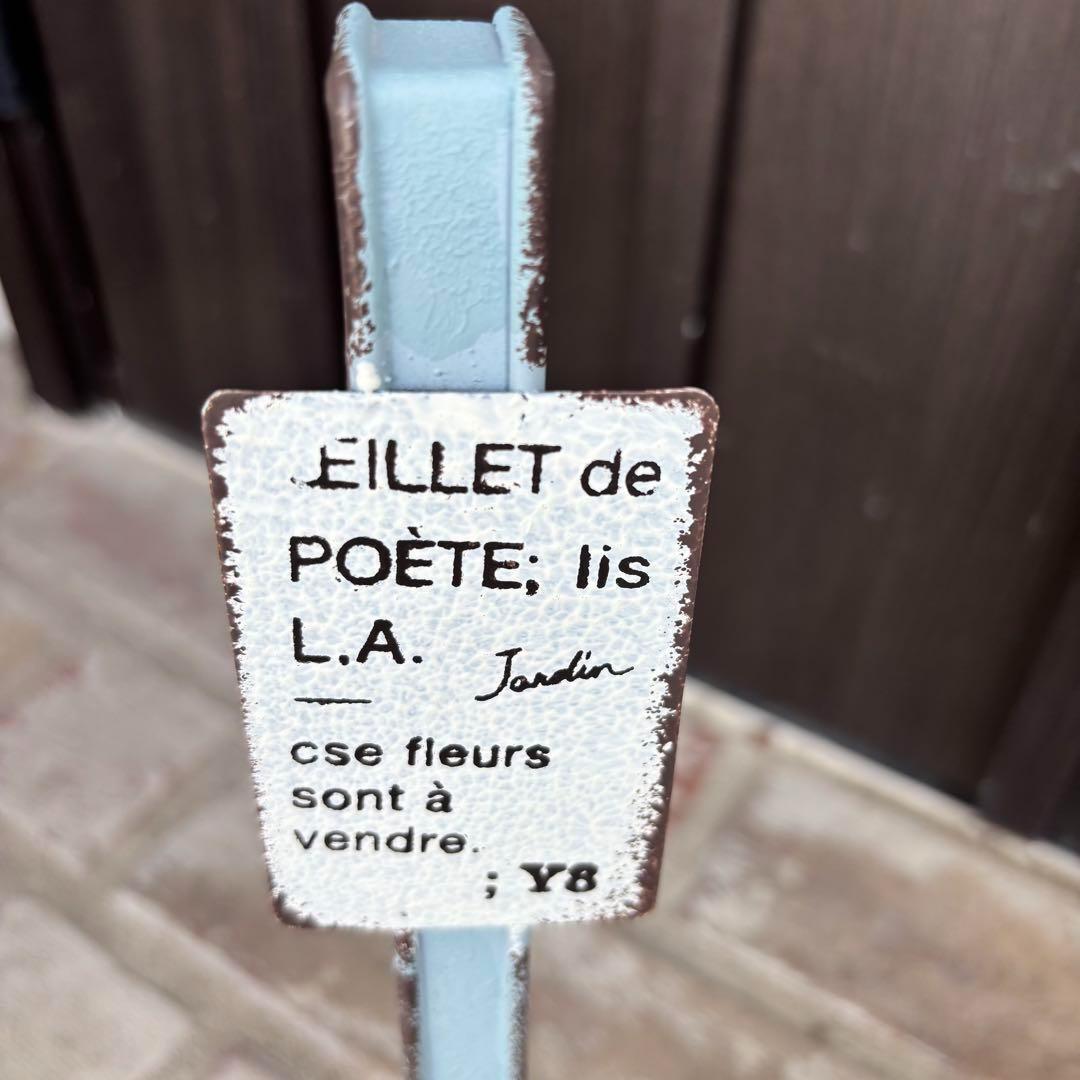 ŒILLET de
POÈTE; lis
L.A.
Jardin
cse fleurs
sont à
vendre.
; Y8